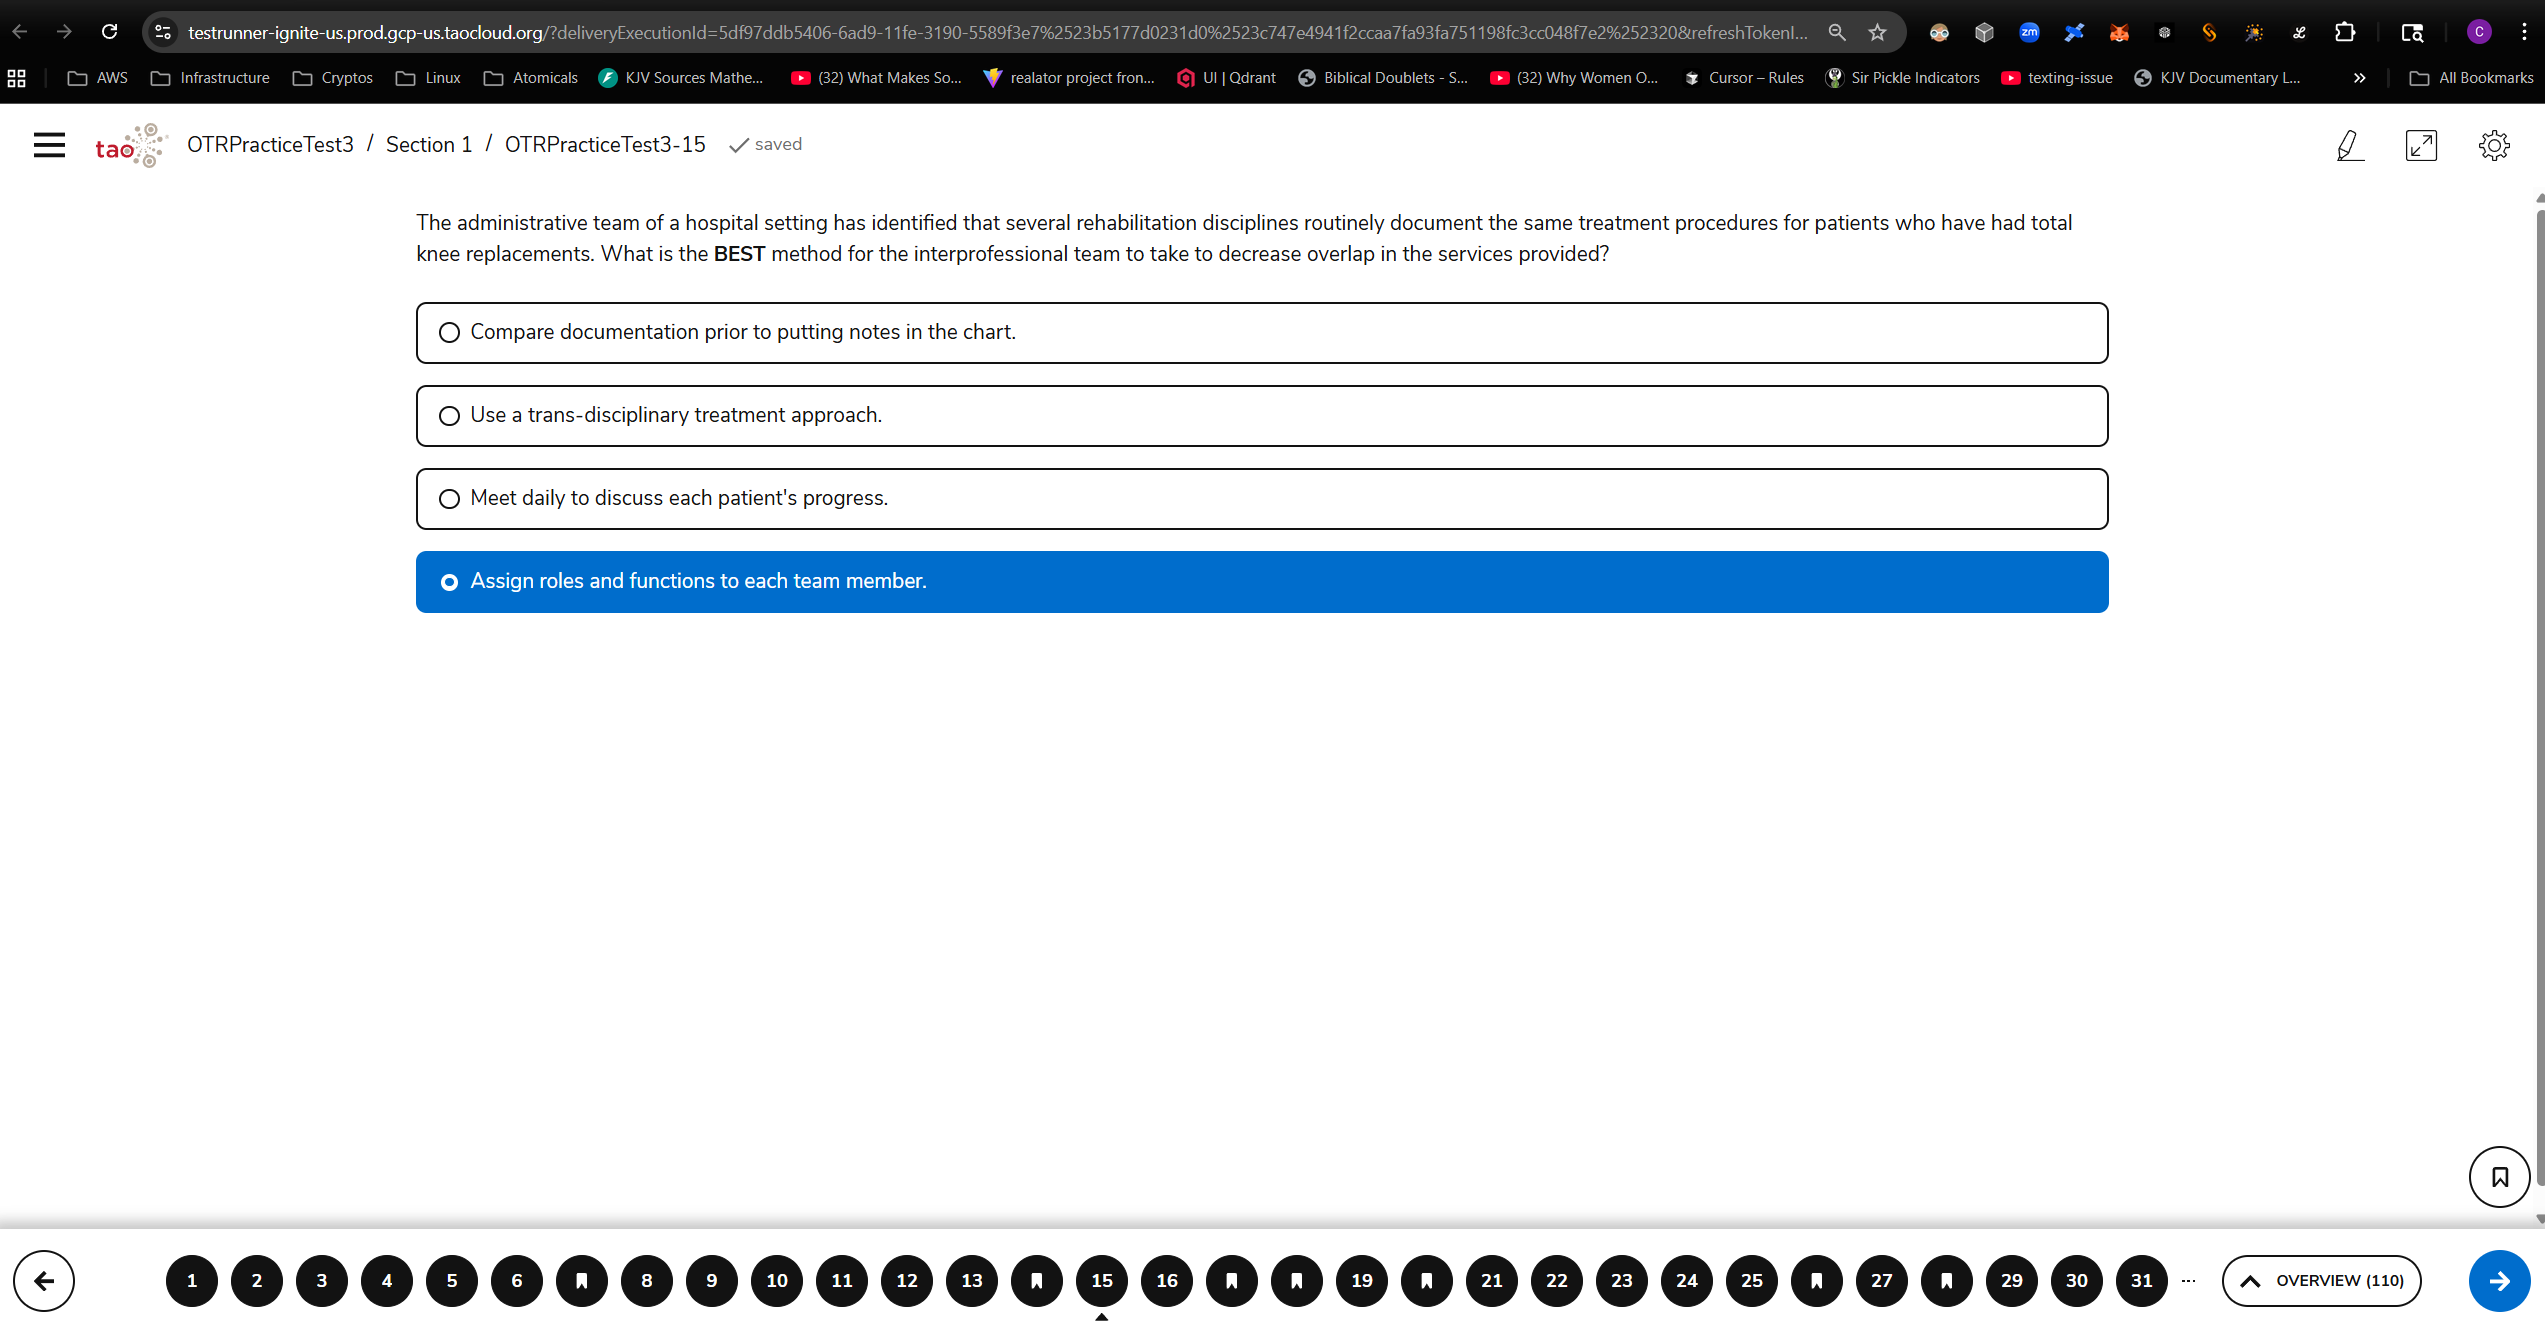 testrunner-ignite-us.prod.gcp-us.taocloud.org/?deliveryExecutionId=5df97ddb5406-6ad9-11fe-3190-5589f3e7%2523b5177d0231d0%2523c747e4941f2ccaa7fa93fa751198fc3cc048f7e2%252320&refreshTokenI...
zm
C
AWS
Infrastructure
Cryptos
Linux
Atomicals
KJV Sources Mathe...
(32) What Makes So...
realator project fron...
UI | Qdrant
Biblical Doublets - S...
(32) Why Women O...
Cursor – Rules
Sir Pickle Indicators
texting-issue
KJV Documentary L...
»
All Bookmarks
tao
OTRPracticeTest3 / Section 1 / OTRPracticeTest3-15
saved
The administrative team of a hospital setting has identified that several rehabilitation disciplines routinely document the same treatment procedures for patients who have had total
knee replacements. What is the BEST method for the interprofessional team to take to decrease overlap in the services provided?
Compare documentation prior to putting notes in the chart.
Use a trans-disciplinary treatment approach.
Meet daily to discuss each patient's progress.
Assign roles and functions to each team member.
1 2 3 4 5 6 8 9 10 11 12 13 15 16 19 21 22 23 24 25 27 29 30 31 ... OVERVIEW (110)